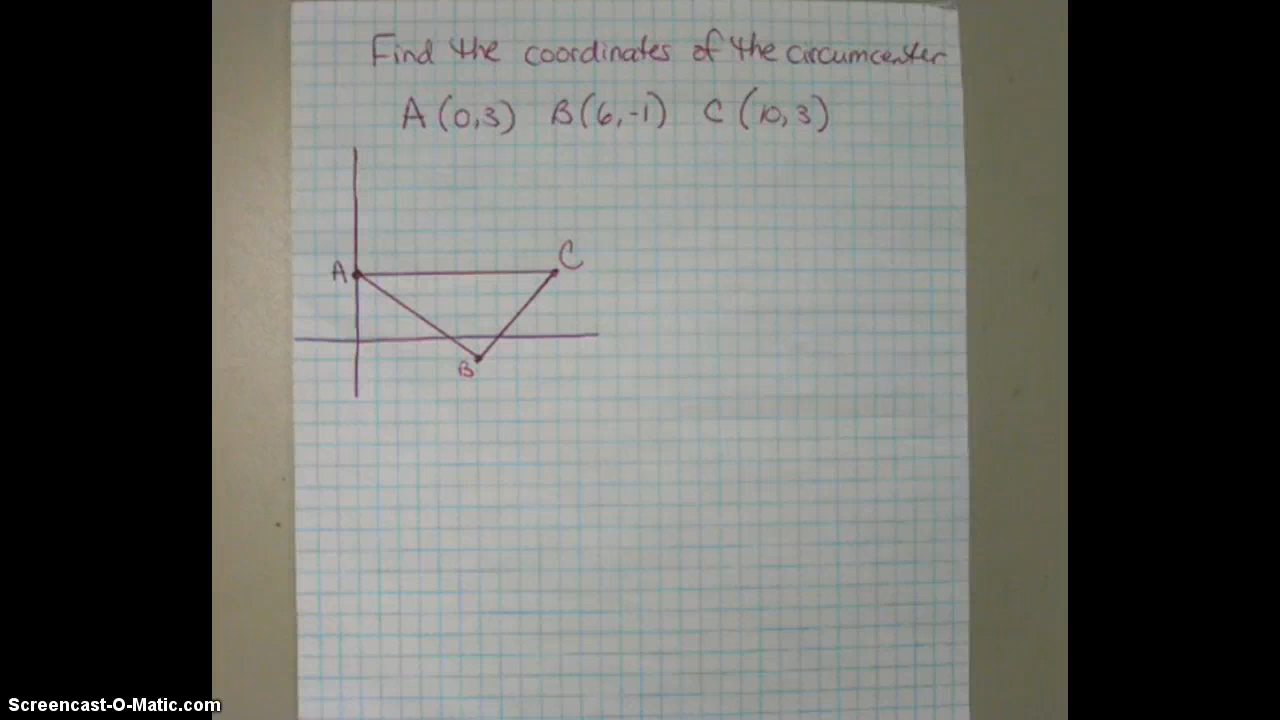 Find the coordinates of the circumcenter
A (0,3) B(6,-1) C (10,3)
C
A
B
Screencast-O-Matic.com